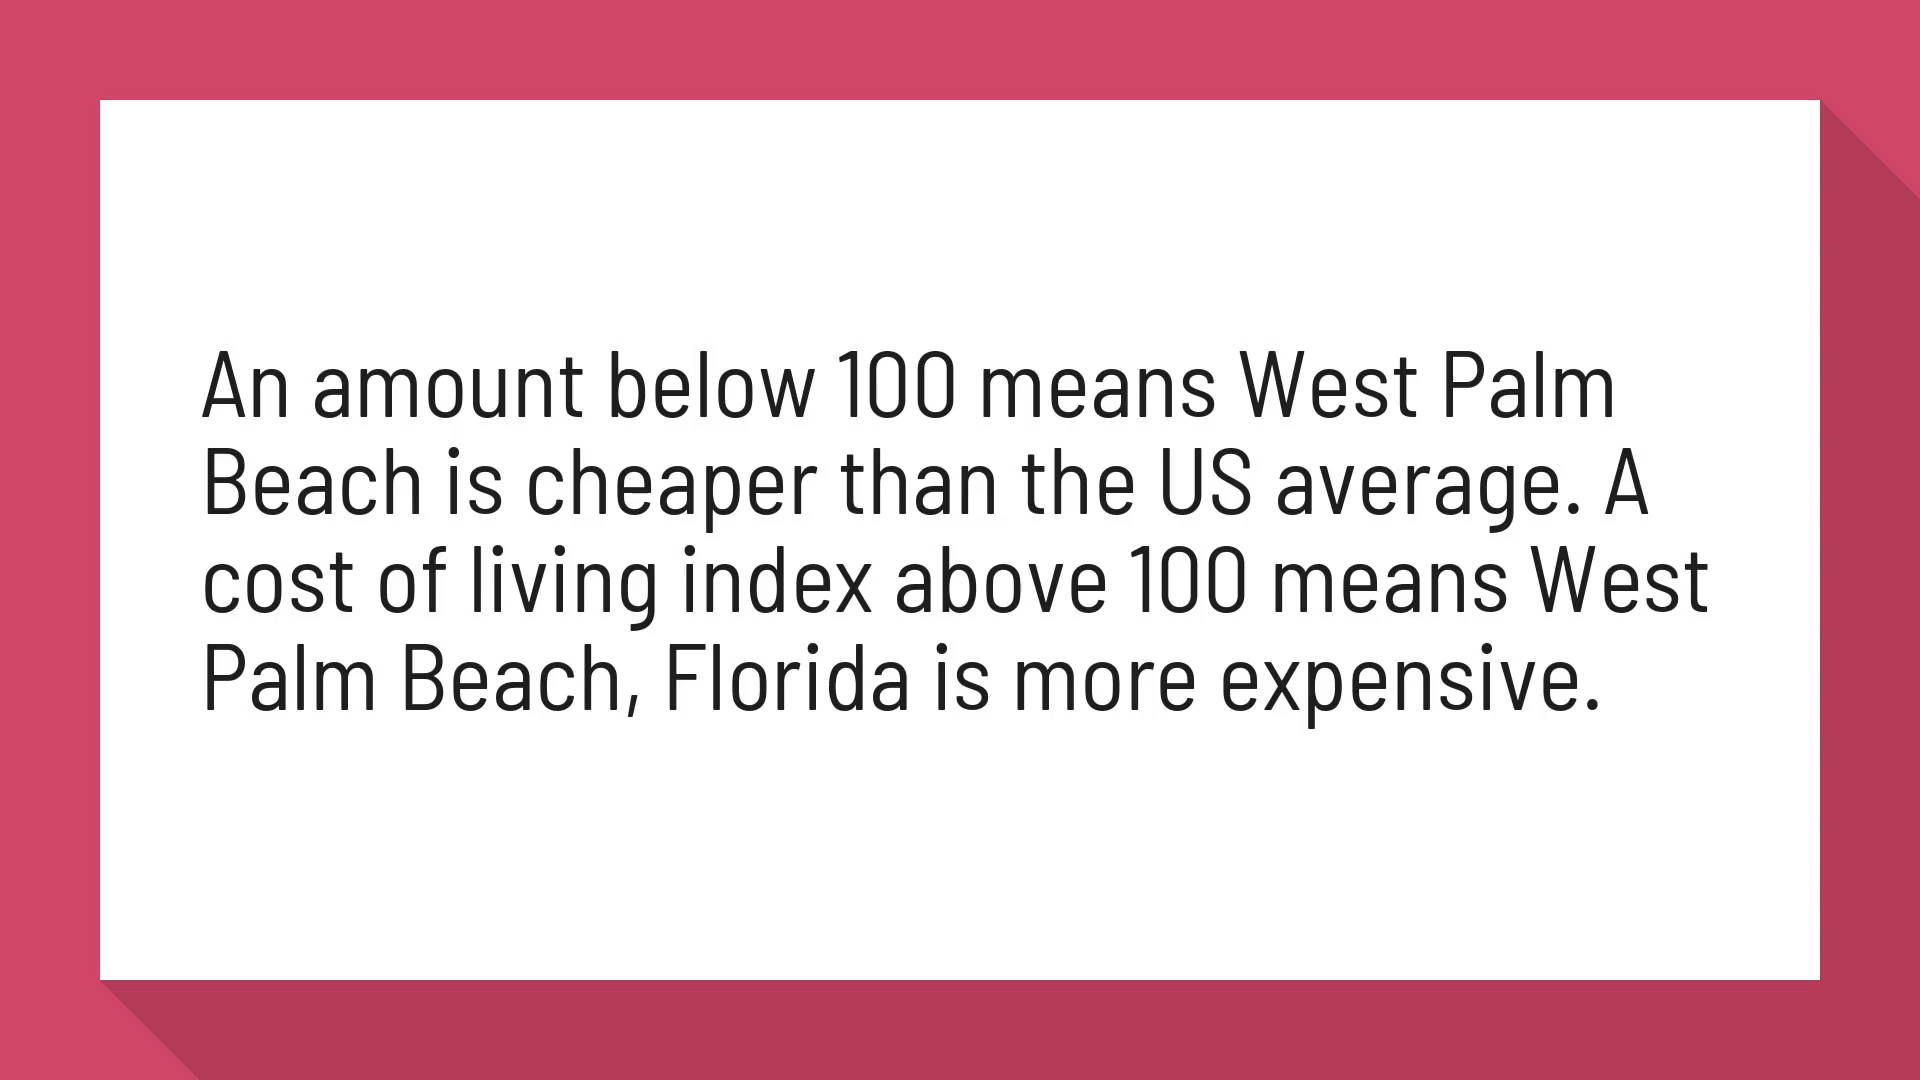 An amount below 100 means West Palm
Beach is cheaper than the US average. A
cost of living index above 100 means West
Palm Beach, Florida is more expensive.